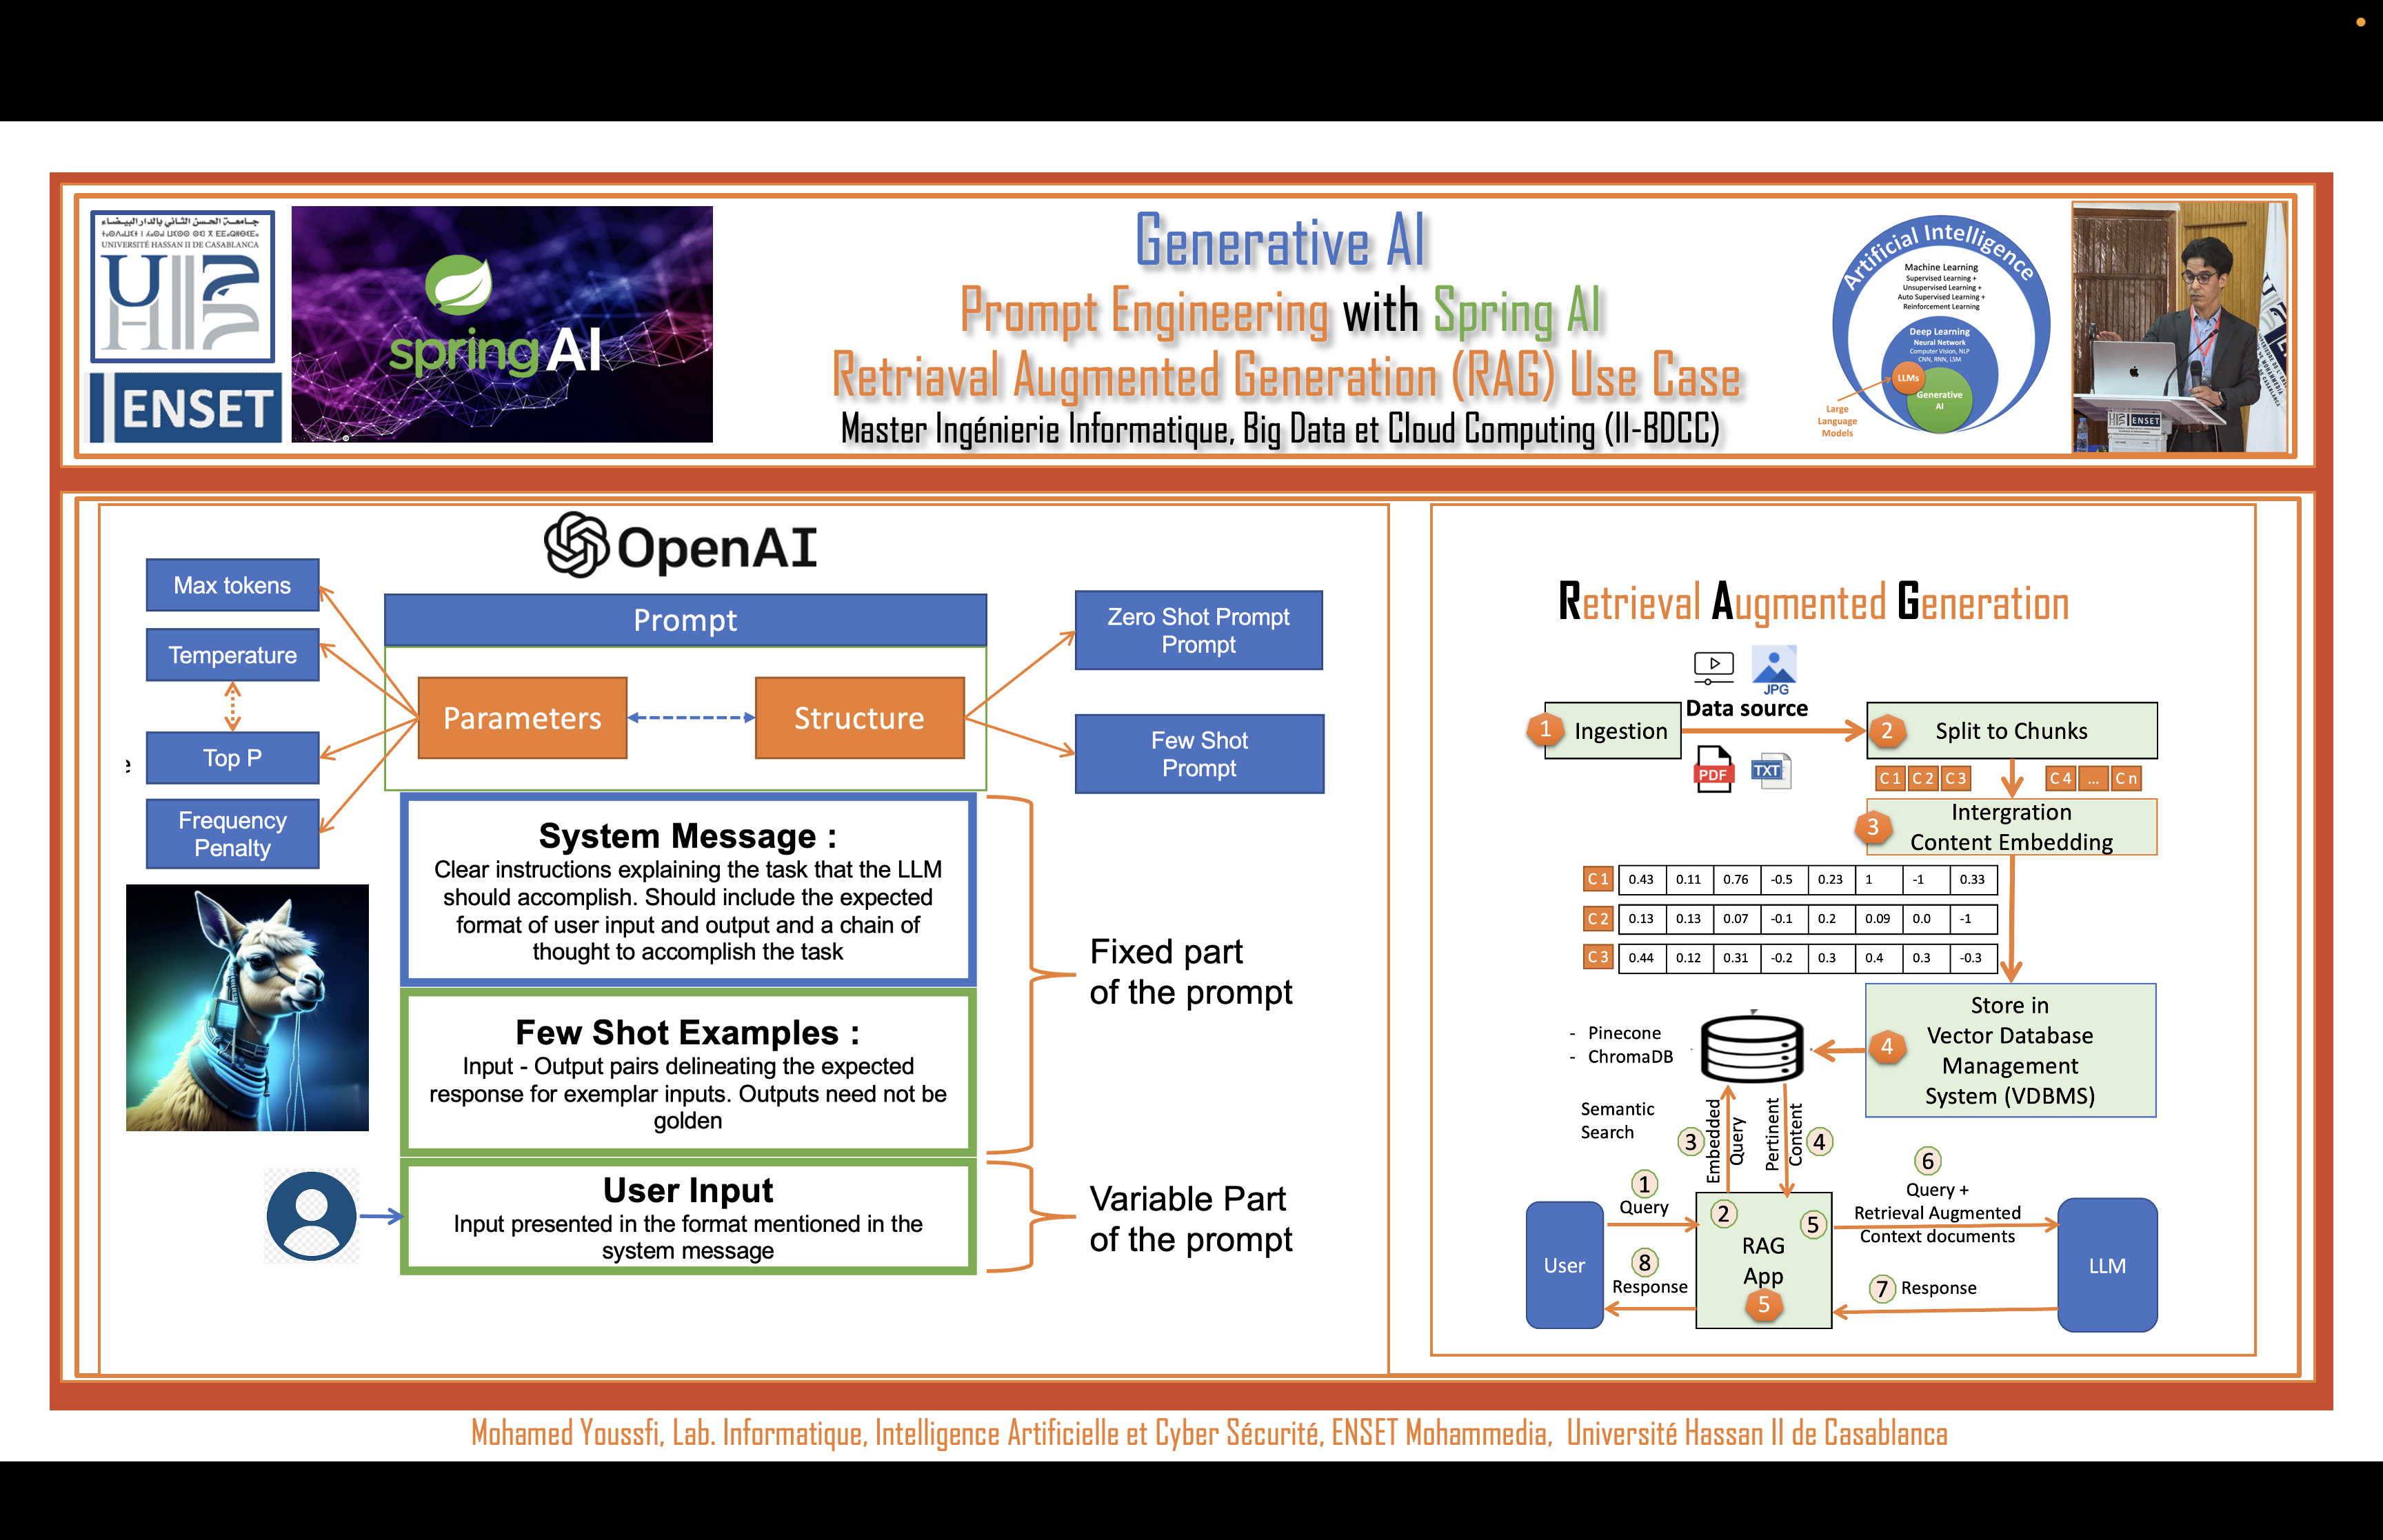 جامعة الحسن الثاني بالدار البيضاء
UNIVERSITÉ HASSAN II DE CASABLANCA
ENSET
spring AI
Generative AI
Prompt Engineering with Spring AI
Retriaval Augmented Generation (RAG) Use Case
Master Ingénierie Informatique, Big Data et Cloud Computing (II-BDCC)
Artificial Intelligence
Machine Learning
Supervised Learning +
Unsupervised Learning +
Auto Supervised Learning +
Reinforcement Learning
Deep Learning
Neural Network
Computer Vision, NLP
CNN, RNN, LSM
LLMs
Generative
AI
Large
Language
Models
ENSET
OpenAI
Max tokens
Temperature
Top P
e
Frequency
Penalty
Prompt
Parameters
Structure
Zero Shot Prompt
Prompt
Few Shot
Prompt
System Message :
Clear instructions explaining the task that the LLM
should accomplish. Should include the expected
format of user input and output and a chain of
thought to accomplish the task
Few Shot Examples :
Input - Output pairs delineating the expected
response for exemplar inputs. Outputs need not be
golden
Fixed part
of the prompt
User Input
Input presented in the format mentioned in the
system message
Variable Part
of the prompt
Retrieval Augmented Generation
JPG
Data source
1 Ingestion
PDF TXT
2 Split to Chunks
C 1 C 2 C 3 C 4 ... C n
3 Intergration
Content Embedding
C 1 0.43 0.11 0.76 -0.5 0.23 1 -1 0.33
C 2 0.13 0.13 0.07 -0.1 0.2 0.09 0.0 -1
C 3 0.44 0.12 0.31 -0.2 0.3 0.4 0.3 -0.3
- Pinecone
- ChromaDB
4 Store in
Vector Database
Management
System (VDBMS)
Semantic
Search
3 Embedded
Query
Pertinent
Content 4
1
Query
2
5
6
Query +
Retrieval Augmented
Context documents
User
RAG
App
5
LLM
8
Response
7 Response
Mohamed Youssfi, Lab. Informatique, Intelligence Artificielle et Cyber Sécurité, ENSET Mohammedia, Université Hassan II de Casablanca